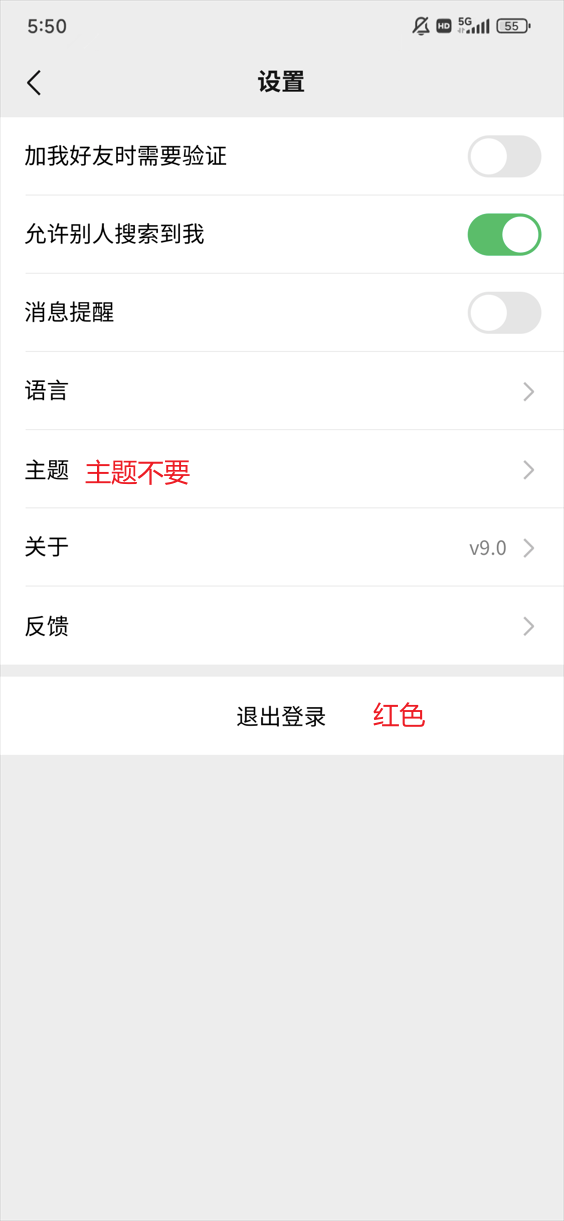 5:50 HD 5G 55
设置
加我好友时需要验证
允许别人搜索到我
消息提醒
语言
主题 主题不要
关于 v9.0
反馈
退出登录 红色